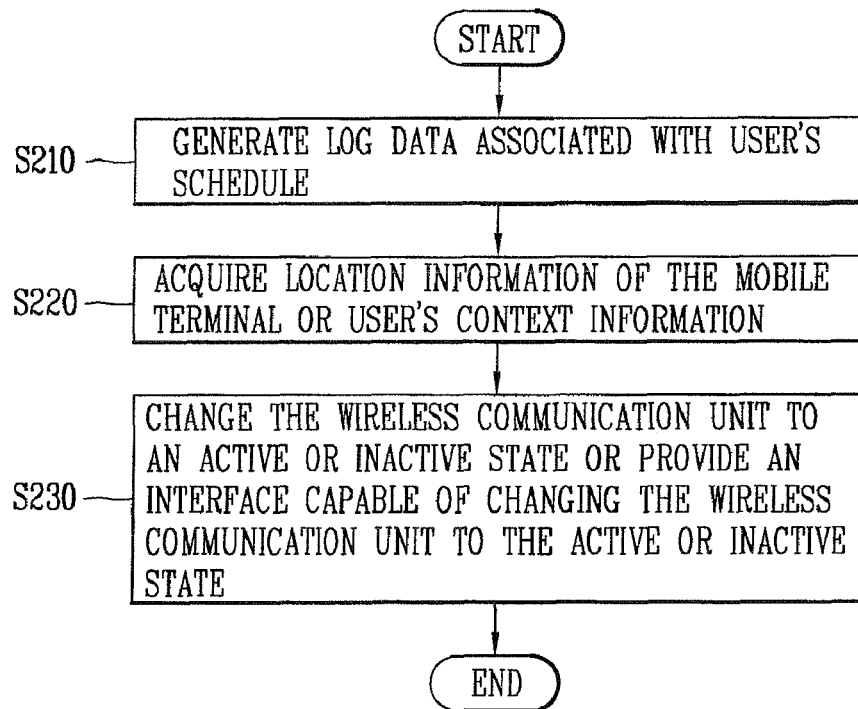 START
S210
GENERATE LOG DATA ASSOCIATED WITH USER'S
SCHEDULE
S220
ACQUIRE LOCATION INFORMATION OF THE MOBILE
TERMINAL OR USER'S CONTEXT INFORMATION
S230
CHANGE THE WIRELESS COMMUNICATION UNIT TO
AN ACTIVE OR INACTIVE STATE OR PROVIDE AN
INTERFACE CAPABLE OF CHANGING THE WIRELESS
COMMUNICATION UNIT TO THE ACTIVE OR INACTIVE
STATE
END